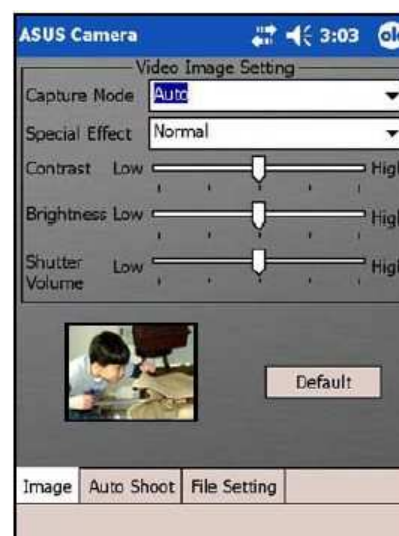 ASUS Camera 3:03 ok
Video Image Setting
Capture Mode Auto
Special Effect Normal
Contrast Low High
Brightness Low High
Shutter Volume Low High
Default
Image Auto Shoot File Setting